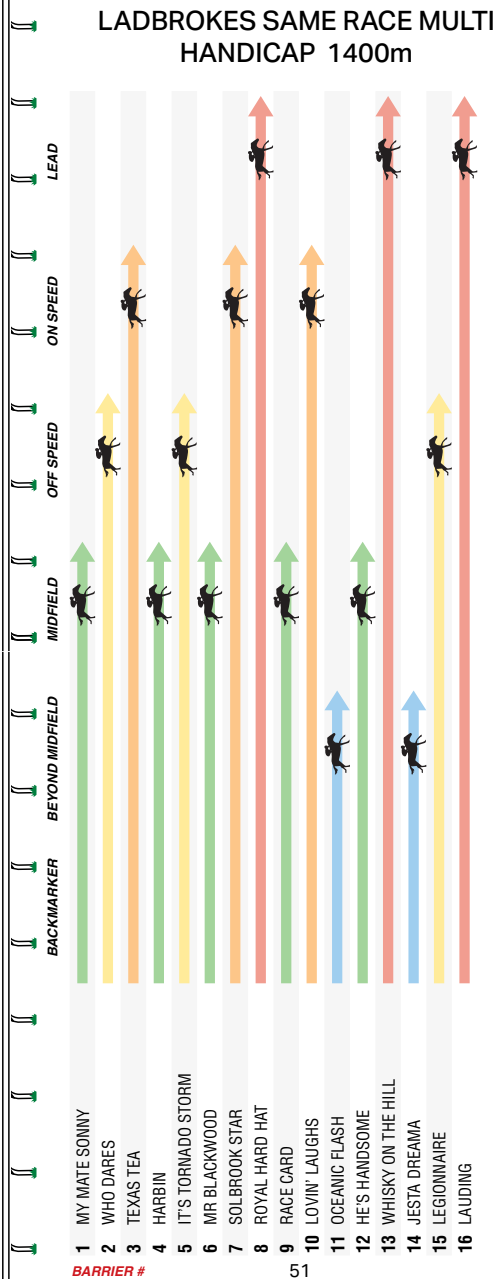 LADBROKES SAME RACE MULTI
HANDICAP 1400m
LEAD
ON SPEED
OFF SPEED
MIDFIELD
BEYOND MIDFIELD
BACKMARKER
1 MY MATE SONNY
2 WHO DARES
3 TEXAS TEA
4 HARBIN
5 IT'S TORNADO STORM
6 MR BLACKWOOD
7 SOLBROOK STAR
8 ROYAL HARD HAT
9 RACE CARD
10 LOVIN' LAUGHS
11 OCEANIC FLASH
12 HE'S HANDSOME
13 WHISKY ON THE HILL
14 JESTA DREAMA
15 LEGIONNAIRE
16 LAUDING
BARRIER #
51